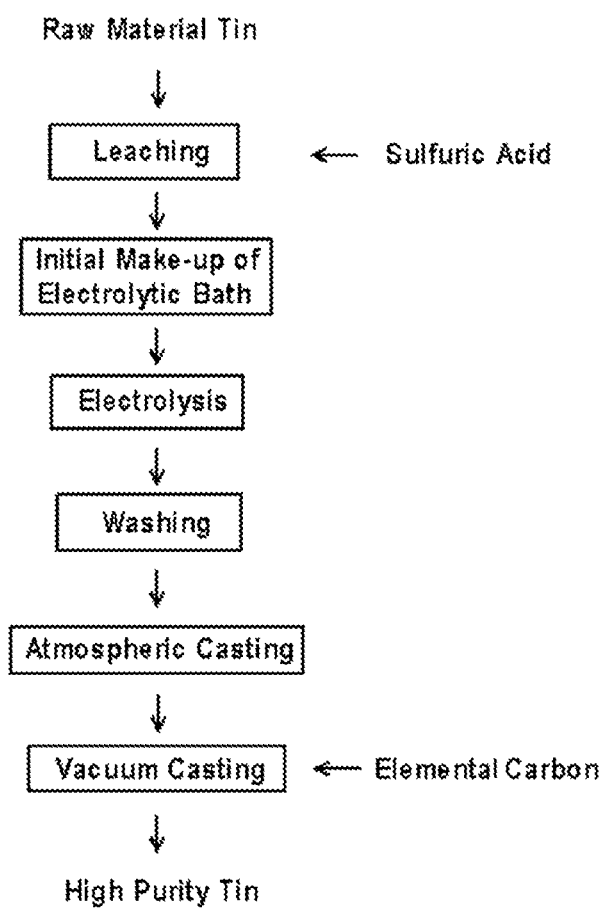 Raw Material Tin
Leaching
Sulfuric Acid
Initial Make-up of
Electrolytic Bath
Electrolysis
Washing
Atmospheric Casting
Vacuum Casting
Elemental Carbon
High Purity Tin